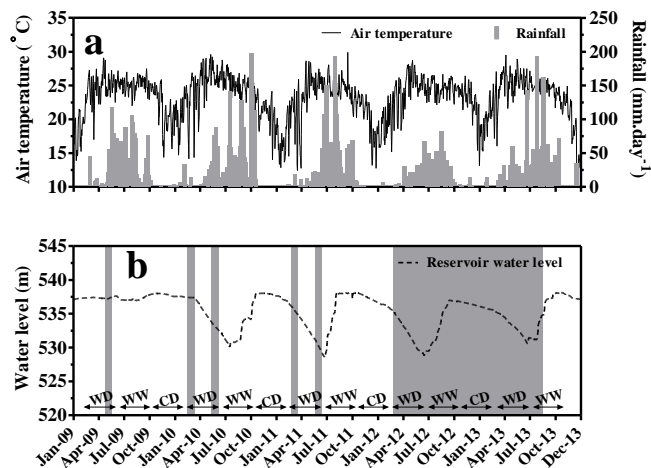 a
Air temperature
Rainfall
Air temperature (°C)
35
30
25
20
15
10
Rainfall (mm.day-1)
250
200
150
100
50
0
b
Reservoir water level
Water level (m)
545
540
535
530
525
520
WD WW CD WD WW CD WD WW CD WD WW CD WD WW
Jan-09 Apr-09 Jul-09 Oct-09 Jan-10 Apr-10 Jul-10 Oct-10 Jan-11 Apr-11 Jul-11 Oct-11 Jan-12 Apr-12 Jul-12 Oct-12 Jan-13 Apr-13 Jul-13 Oct-13 Dec-13